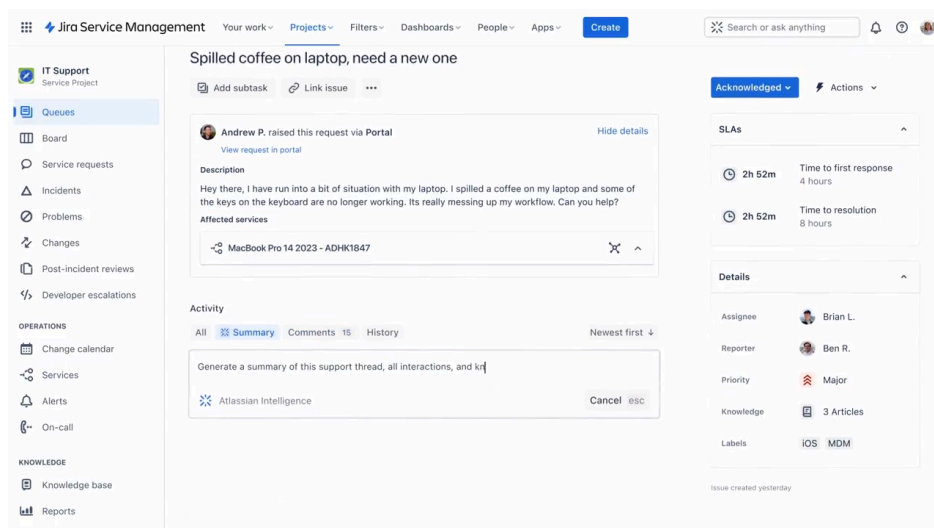 Jira Service Management
Your work
Projects
Filters
Dashboards
People
Apps
Create
Search or ask anything
IT Support
Service Project
Queues
Board
Service requests
Incidents
Problems
Changes
Post-incident reviews
Developer escalations
OPERATIONS
Change calendar
Services
Alerts
On-call
KNOWLEDGE
Knowledge base
Reports
Spilled coffee on laptop, need a new one
Add subtask
Link issue
Andrew P. raised this request via Portal
Hide details
View request in portal
Description
Hey there, I have run into a bit of situation with my laptop. I spilled a coffee on my laptop and some of
the keys on the keyboard are no longer working. Its really messing up my workflow. Can you help?
Affected services
MacBook Pro 14 2023 - ADHK1847
Activity
All
Summary
Comments 15
History
Newest first
Generate a summary of this support thread, all interactions, and kn
Atlassian Intelligence
Cancel esc
Acknowledged
Actions
SLAs
2h 52m
Time to first response
4 hours
2h 52m
Time to resolution
8 hours
Details
Assignee
Brian L.
Reporter
Ben R.
Priority
Major
Knowledge
3 Articles
Labels
iOS MDM
Issue created yesterday